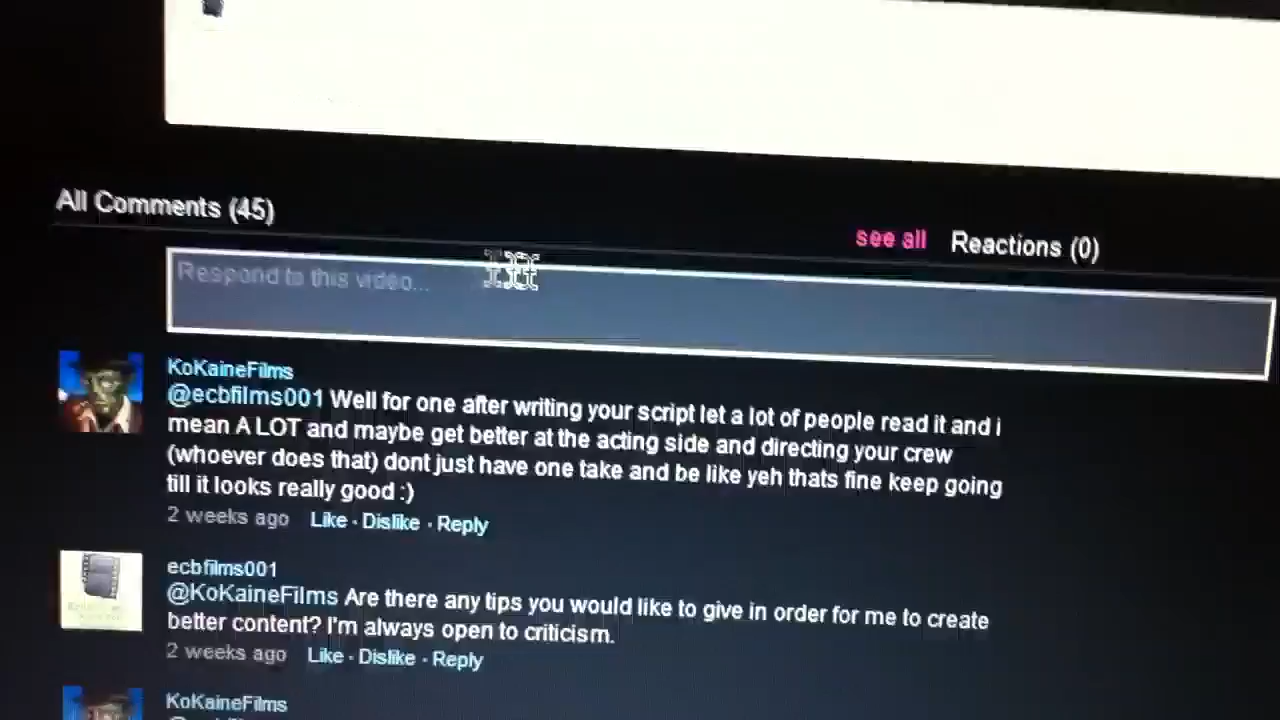 All Comments (45)
see all Reactions (0)
Respond to this video...
KoKaineFilms
@ecbfilms001 Well for one after writing your script let a lot of people read it and i
mean A LOT and maybe get better at the acting side and directing your crew
(whoever does that) dont just have one take and be like yeh thats fine keep going
till it looks really good :)
2 weeks ago Like · Dislike · Reply
ecbfilms001
@KoKaineFilms Are there any tips you would like to give in order for me to create
better content? I'm always open to criticism.
2 weeks ago Like · Dislike · Reply
KoKaineFilms